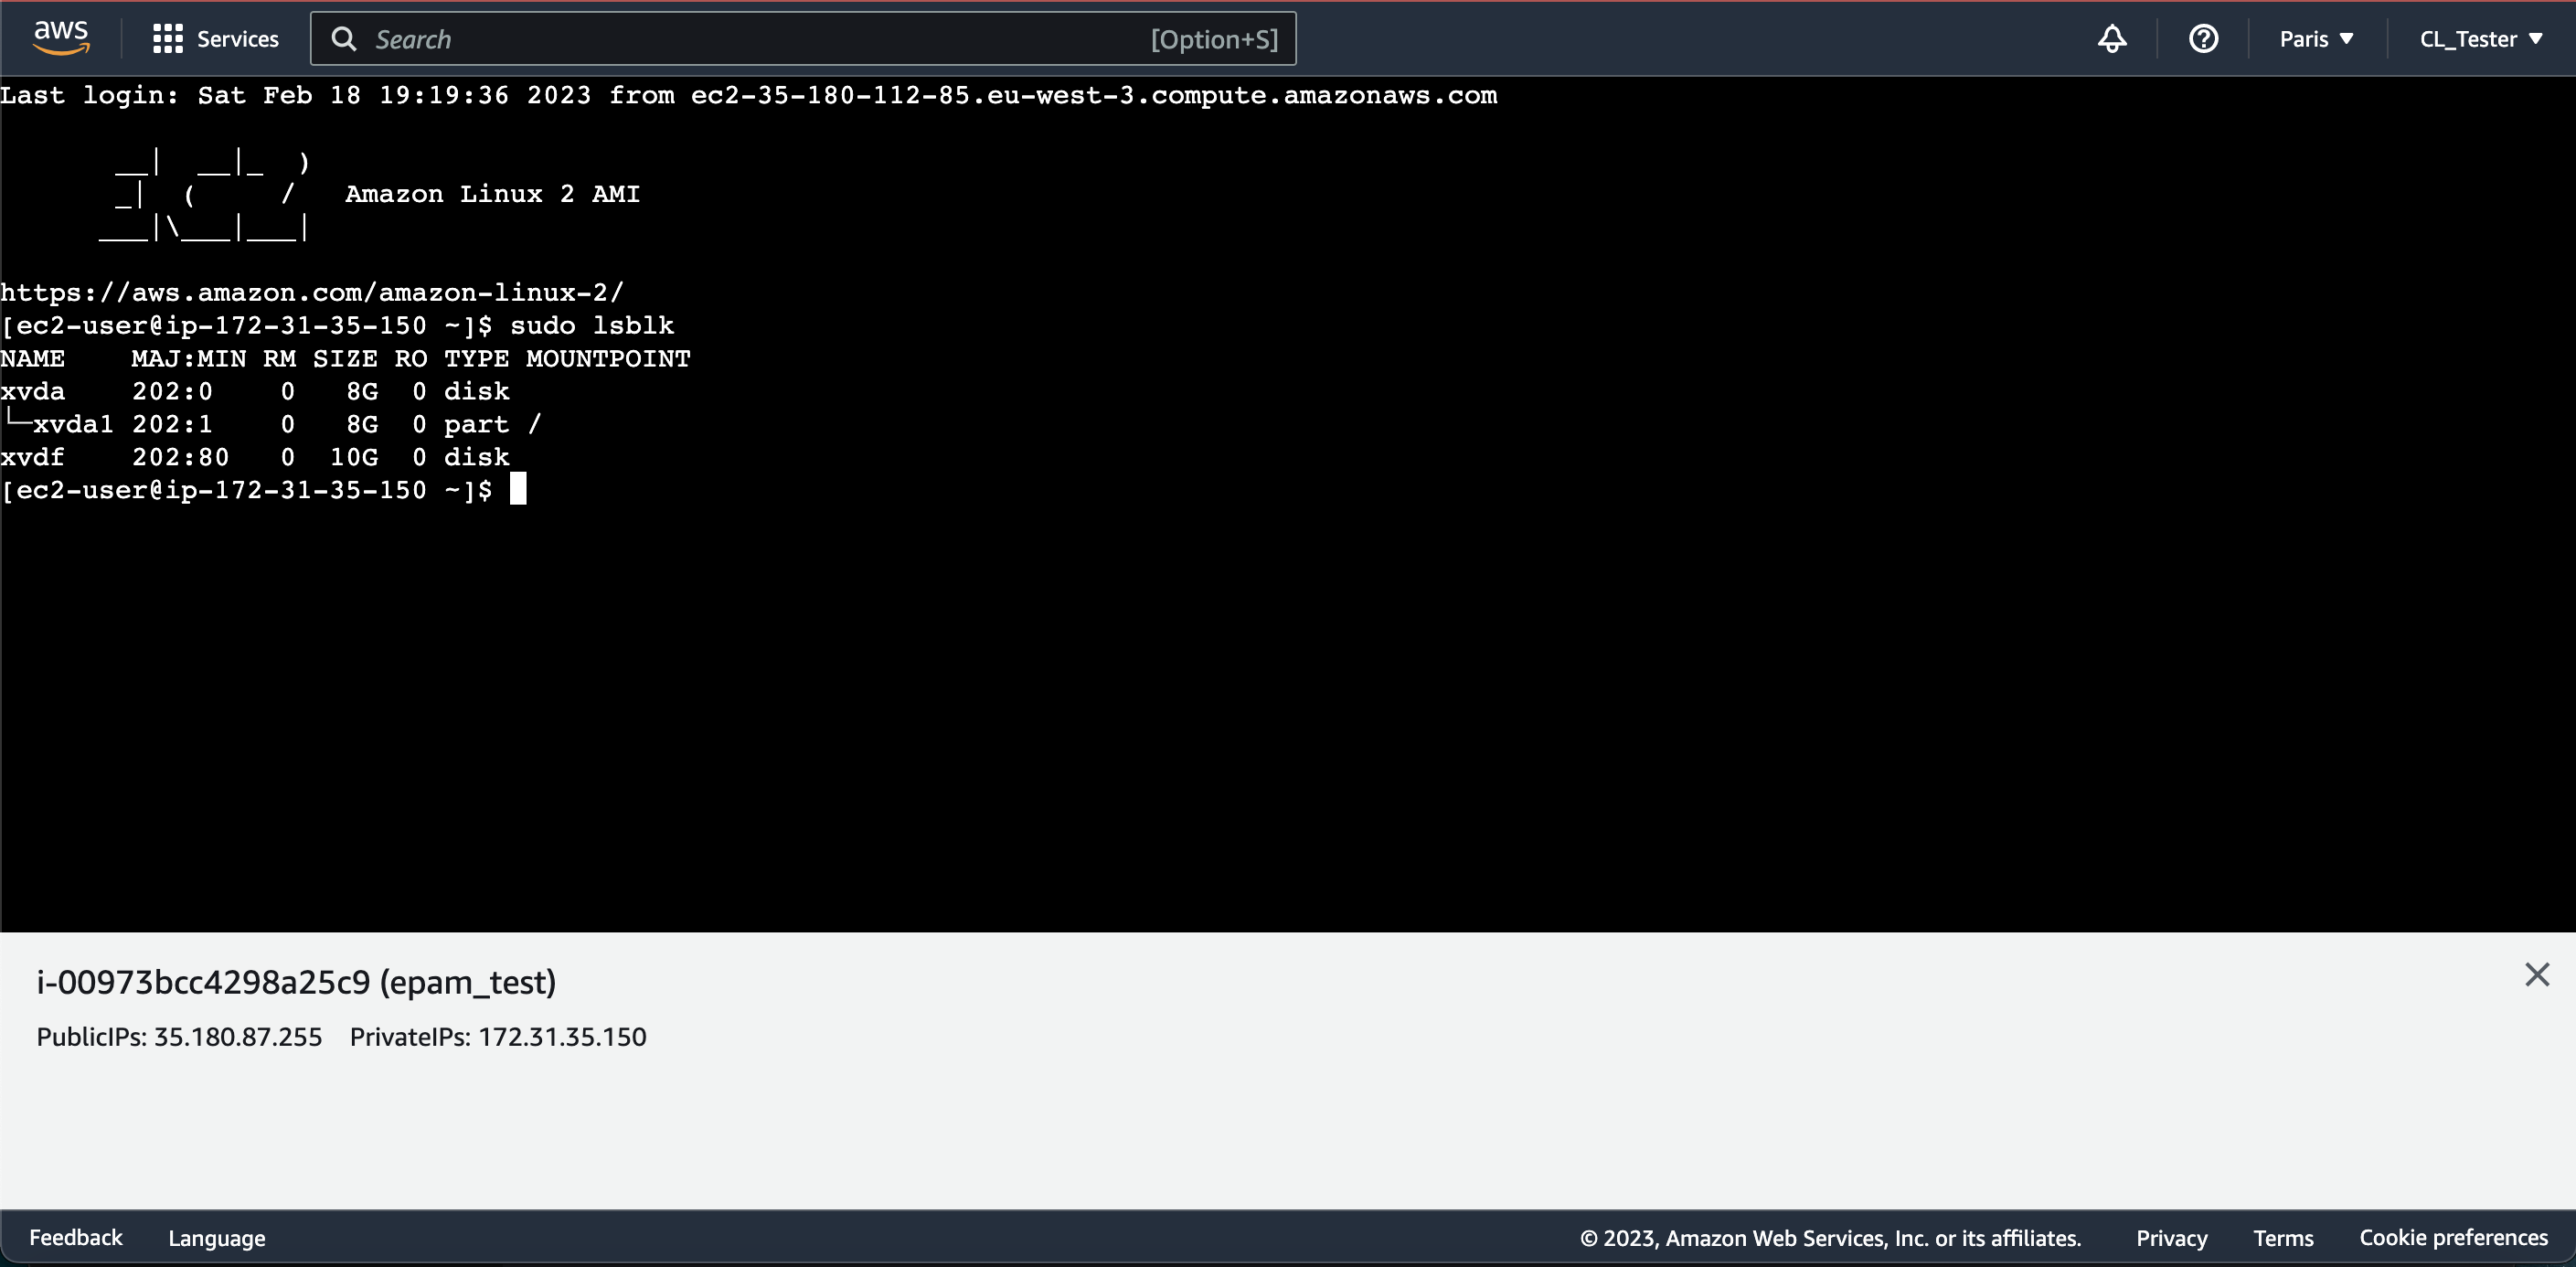 aws Services Search [Option+S] Paris ▼ CL_Tester ▼
Last login: Sat Feb 18 19:19:36 2023 from ec2-35-180-112-85.eu-west-3.compute.amazonaws.com
       __|  __|_  )
       _|  (     /   Amazon Linux 2 AMI
      ___|\___|___|
https://aws.amazon.com/amazon-linux-2/
[ec2-user@ip-172-31-35-150 ~]$ sudo lsblk
NAME    MAJ:MIN RM SIZE RO TYPE MOUNTPOINT
xvda    202:0    0   8G  0 disk
└─xvda1 202:1    0   8G  0 part /
xvdf    202:80   0  10G  0 disk
[ec2-user@ip-172-31-35-150 ~]$
i-00973bcc4298a25c9 (epam_test)
PublicIPs: 35.180.87.255 PrivateIPs: 172.31.35.150
Feedback Language © 2023, Amazon Web Services, Inc. or its affiliates. Privacy Terms Cookie preferences